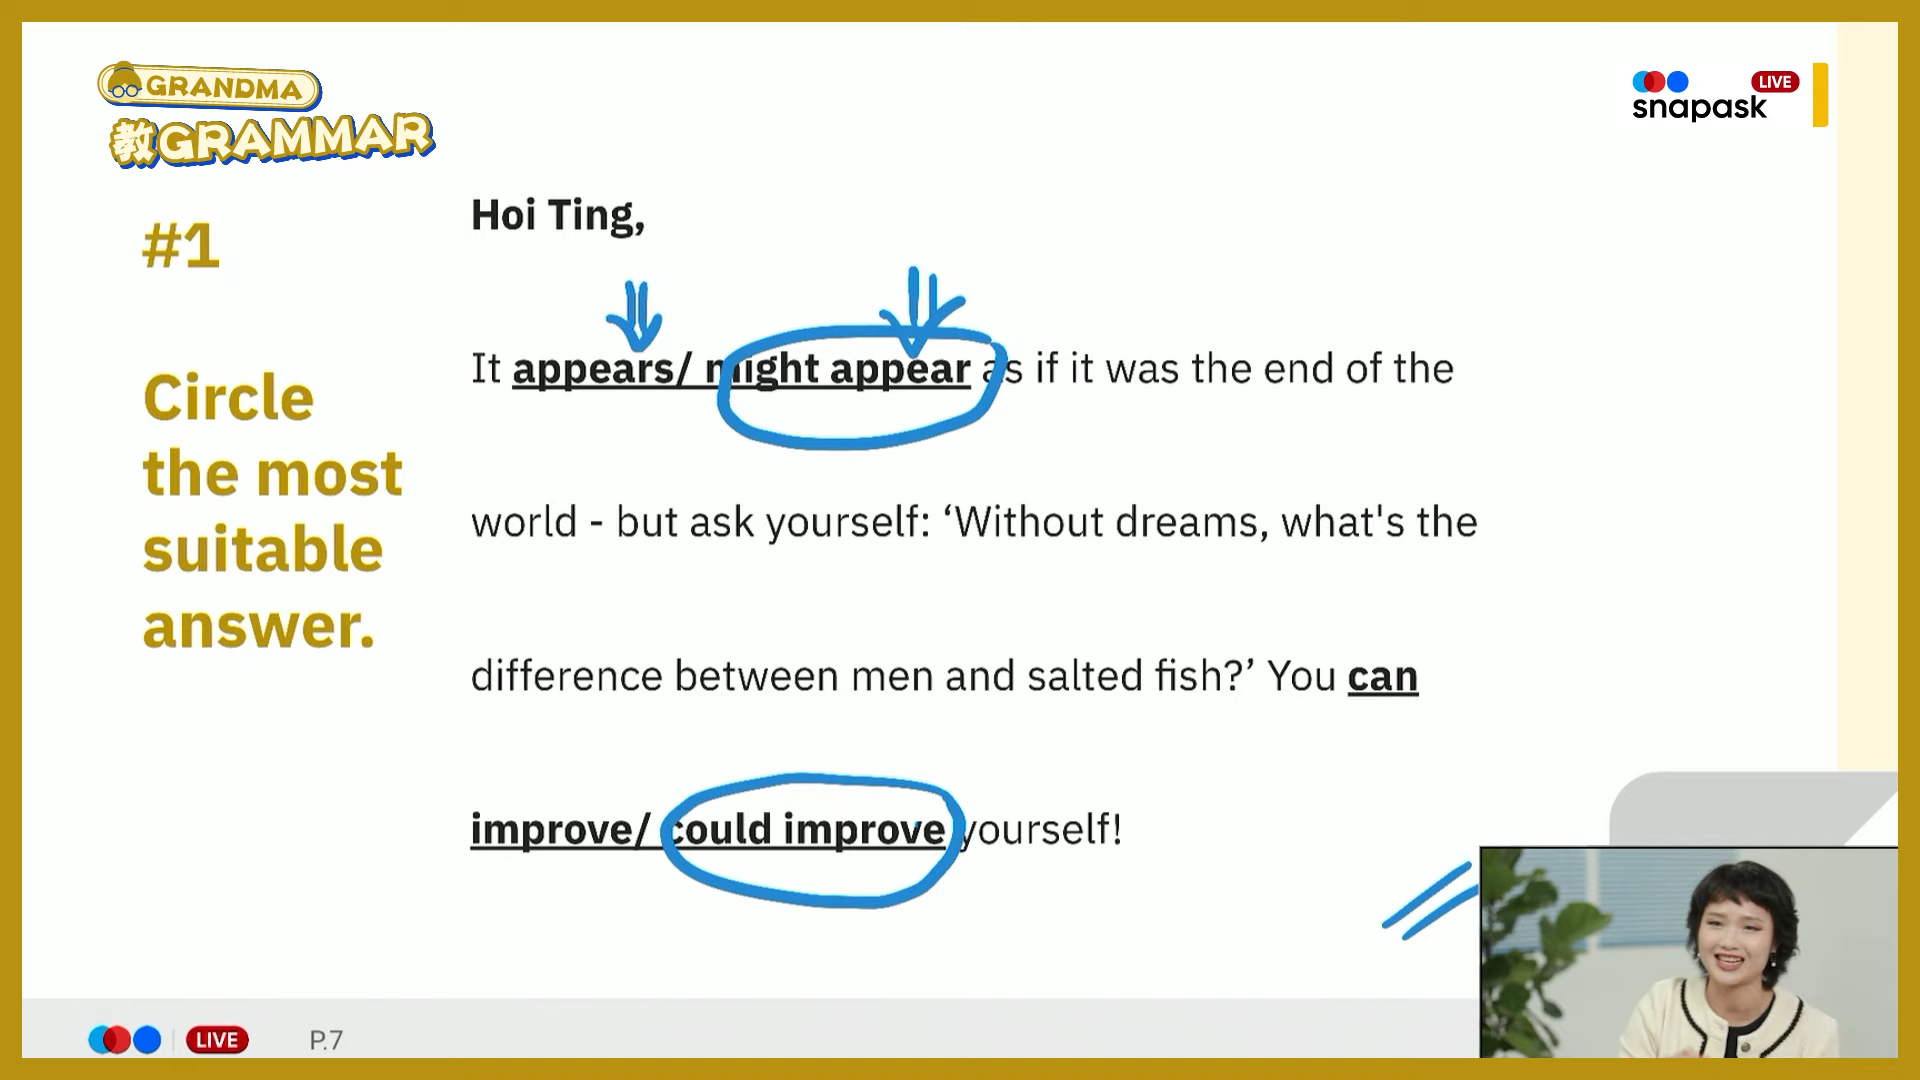 GRANDMA
教GRAMMAR
LIVE
snapask
#1
Circle
the most
suitable
answer.
Hoi Ting,
It appears/ might appear as if it was the end of the
world - but ask yourself: ‘Without dreams, what's the
difference between men and salted fish?’ You can
improve/ could improve yourself!
LIVE
P.7